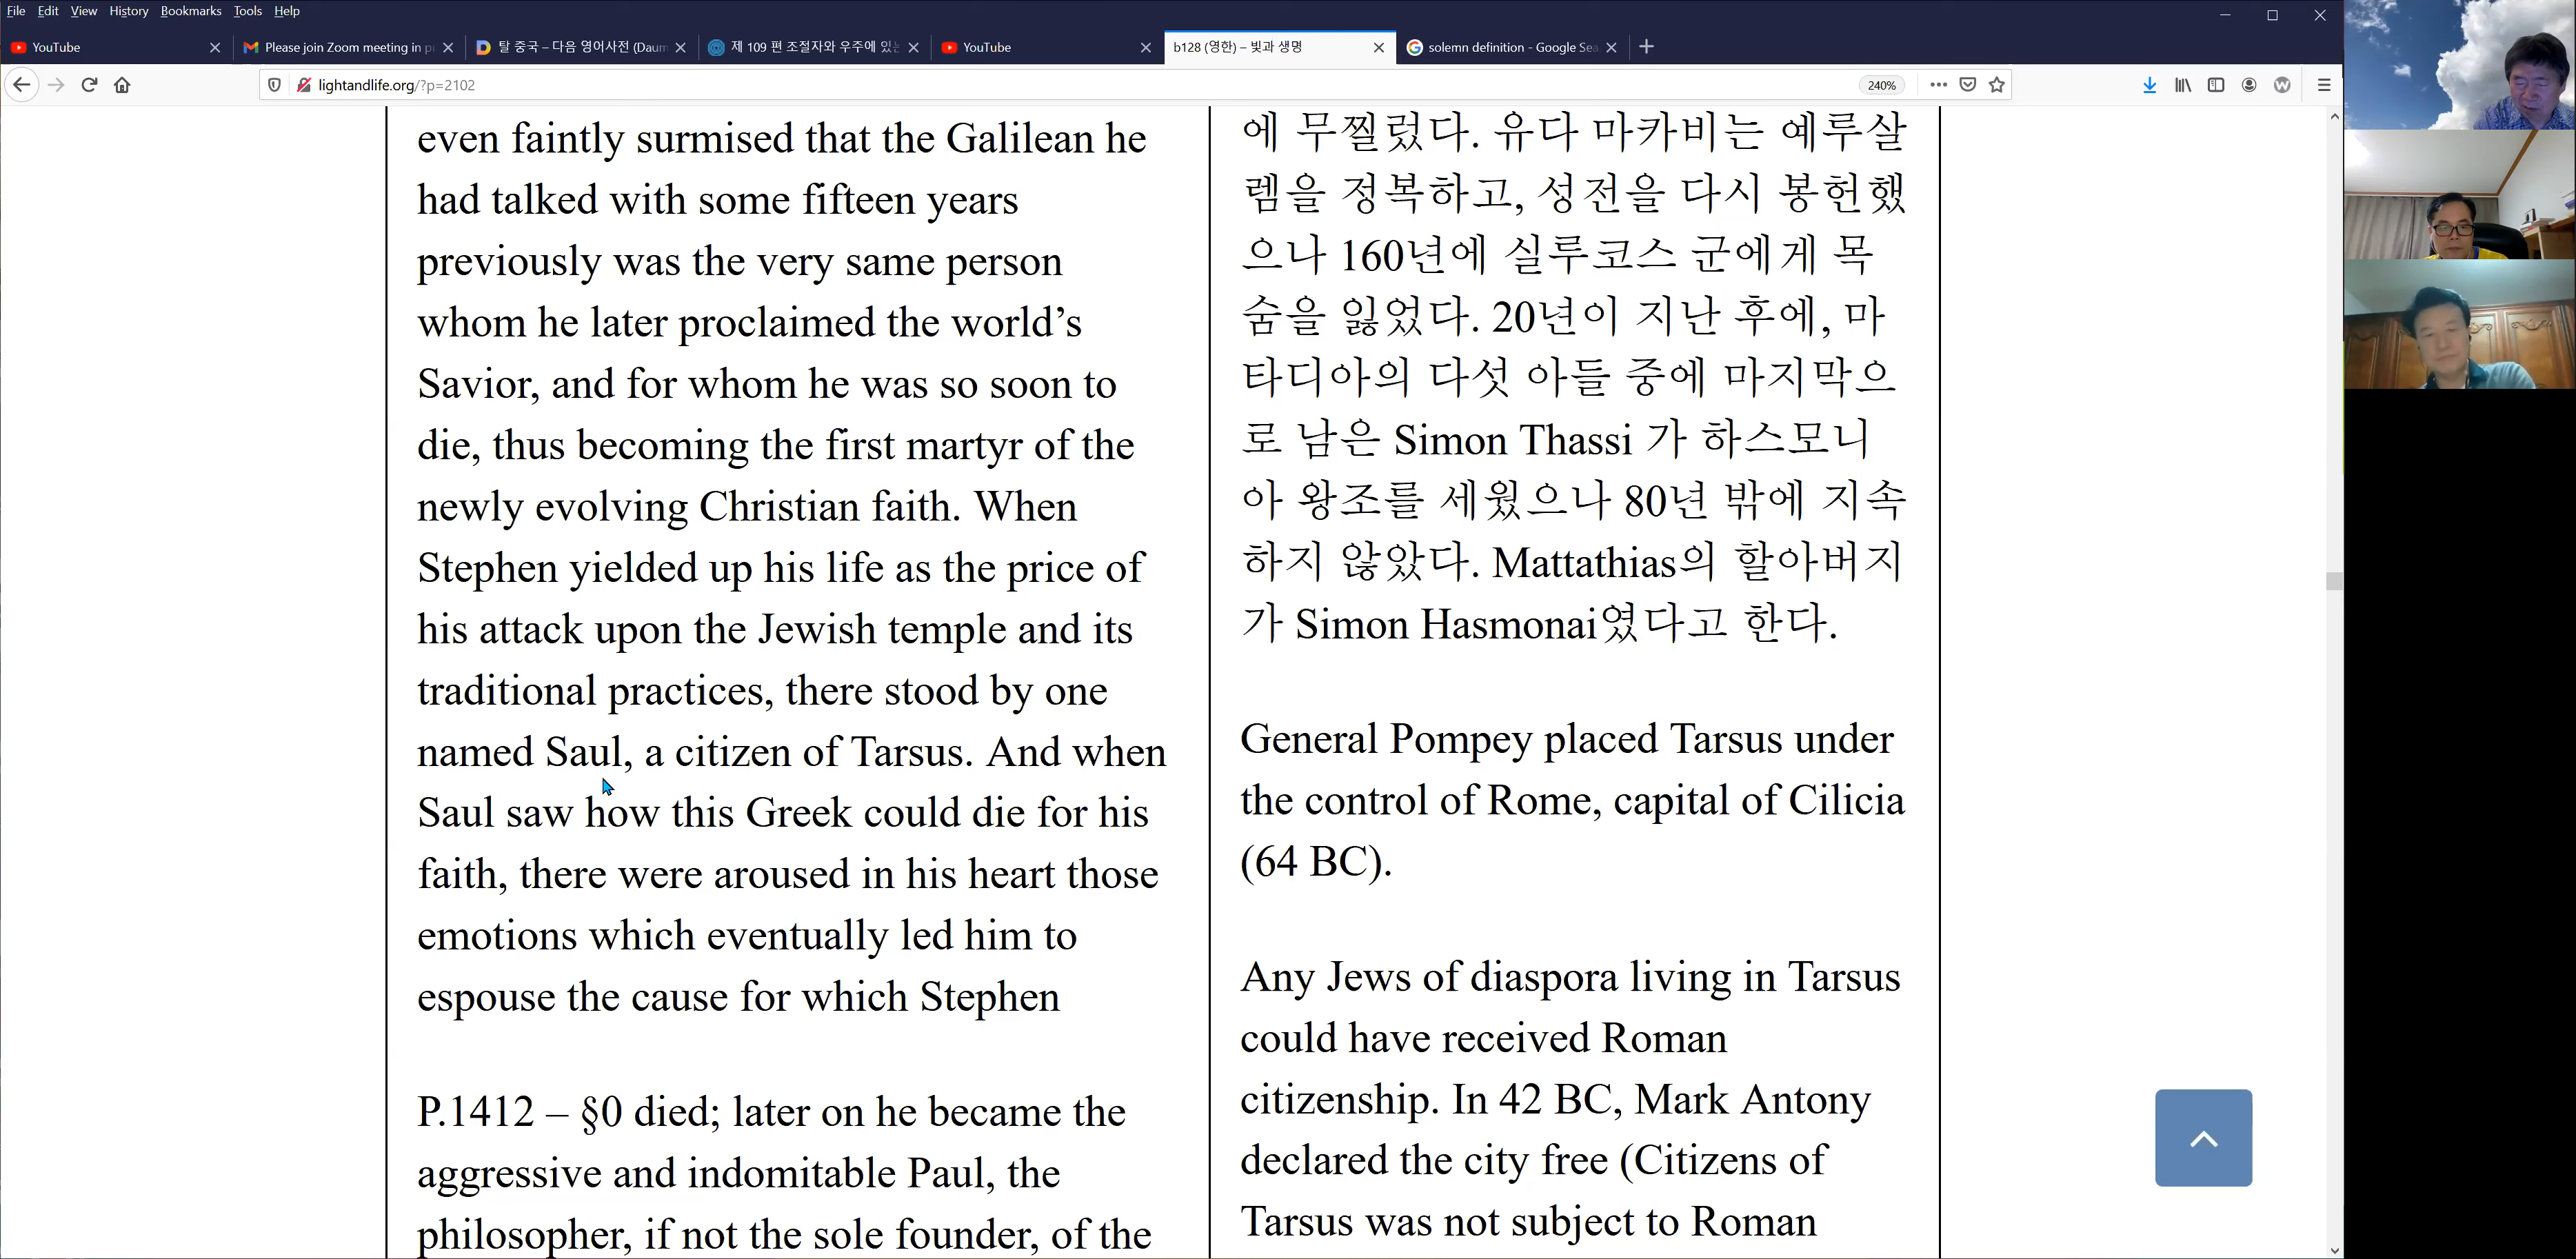 File Edit View History Bookmarks Tools Help
YouTube
Please join Zoom meeting in p
탈 중국 – 다음 영어사전 (Daum
제 109 편 조절자와 우주에 있는
YouTube
b128 (영한) – 빛과 생명
solemn definition - Google Sea
lightandlife.org/?p=2102
240%
even faintly surmised that the Galilean he
had talked with some fifteen years
previously was the very same person
whom he later proclaimed the world’s
Savior, and for whom he was so soon to
die, thus becoming the first martyr of the
newly evolving Christian faith. When
Stephen yielded up his life as the price of
his attack upon the Jewish temple and its
traditional practices, there stood by one
named Saul, a citizen of Tarsus. And when
Saul saw how this Greek could die for his
faith, there were aroused in his heart those
emotions which eventually led him to
espouse the cause for which Stephen
P.1412 – §0 died; later on he became the
aggressive and indomitable Paul, the
philosopher, if not the sole founder, of the
에 무찔렀다. 유다 마카비는 예루살
렘을 정복하고, 성전을 다시 봉헌했
으나 160년에 실루코스 군에게 목
숨을 잃었다. 20년이 지난 후에, 마
타디아의 다섯 아들 중에 마지막으
로 남은 Simon Thassi 가 하스모니
아 왕조를 세웠으나 80년 밖에 지속
하지 않았다. Mattathias의 할아버지
가 Simon Hasmonai였다고 한다.
General Pompey placed Tarsus under
the control of Rome, capital of Cilicia
(64 BC).
Any Jews of diaspora living in Tarsus
could have received Roman
citizenship. In 42 BC, Mark Antony
declared the city free (Citizens of
Tarsus was not subject to Roman